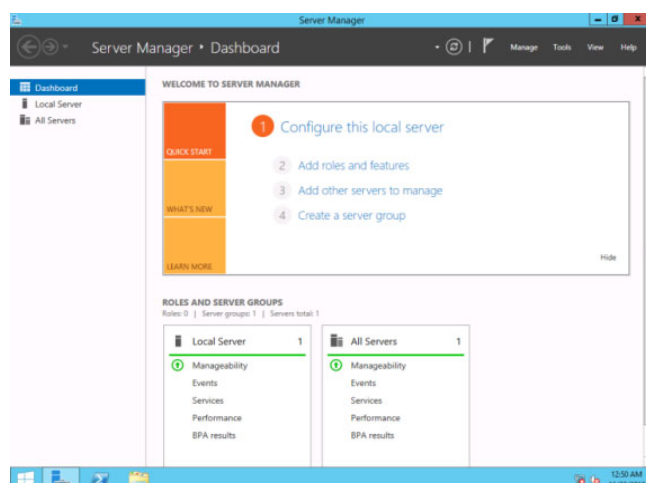 Server Manager
Server Manager • Dashboard
Manage Tools View Help
Dashboard
Local Server
All Servers
WELCOME TO SERVER MANAGER
QUICK START
WHAT'S NEW
LEARN MORE
1 Configure this local server
2 Add roles and features
3 Add other servers to manage
4 Create a server group
Hide
ROLES AND SERVER GROUPS
Roles: 0 | Server groups: 1 | Servers total: 1
Local Server 1
Manageability
Events
Services
Performance
BPA results
All Servers 1
Manageability
Events
Services
Performance
BPA results
12:50 AM